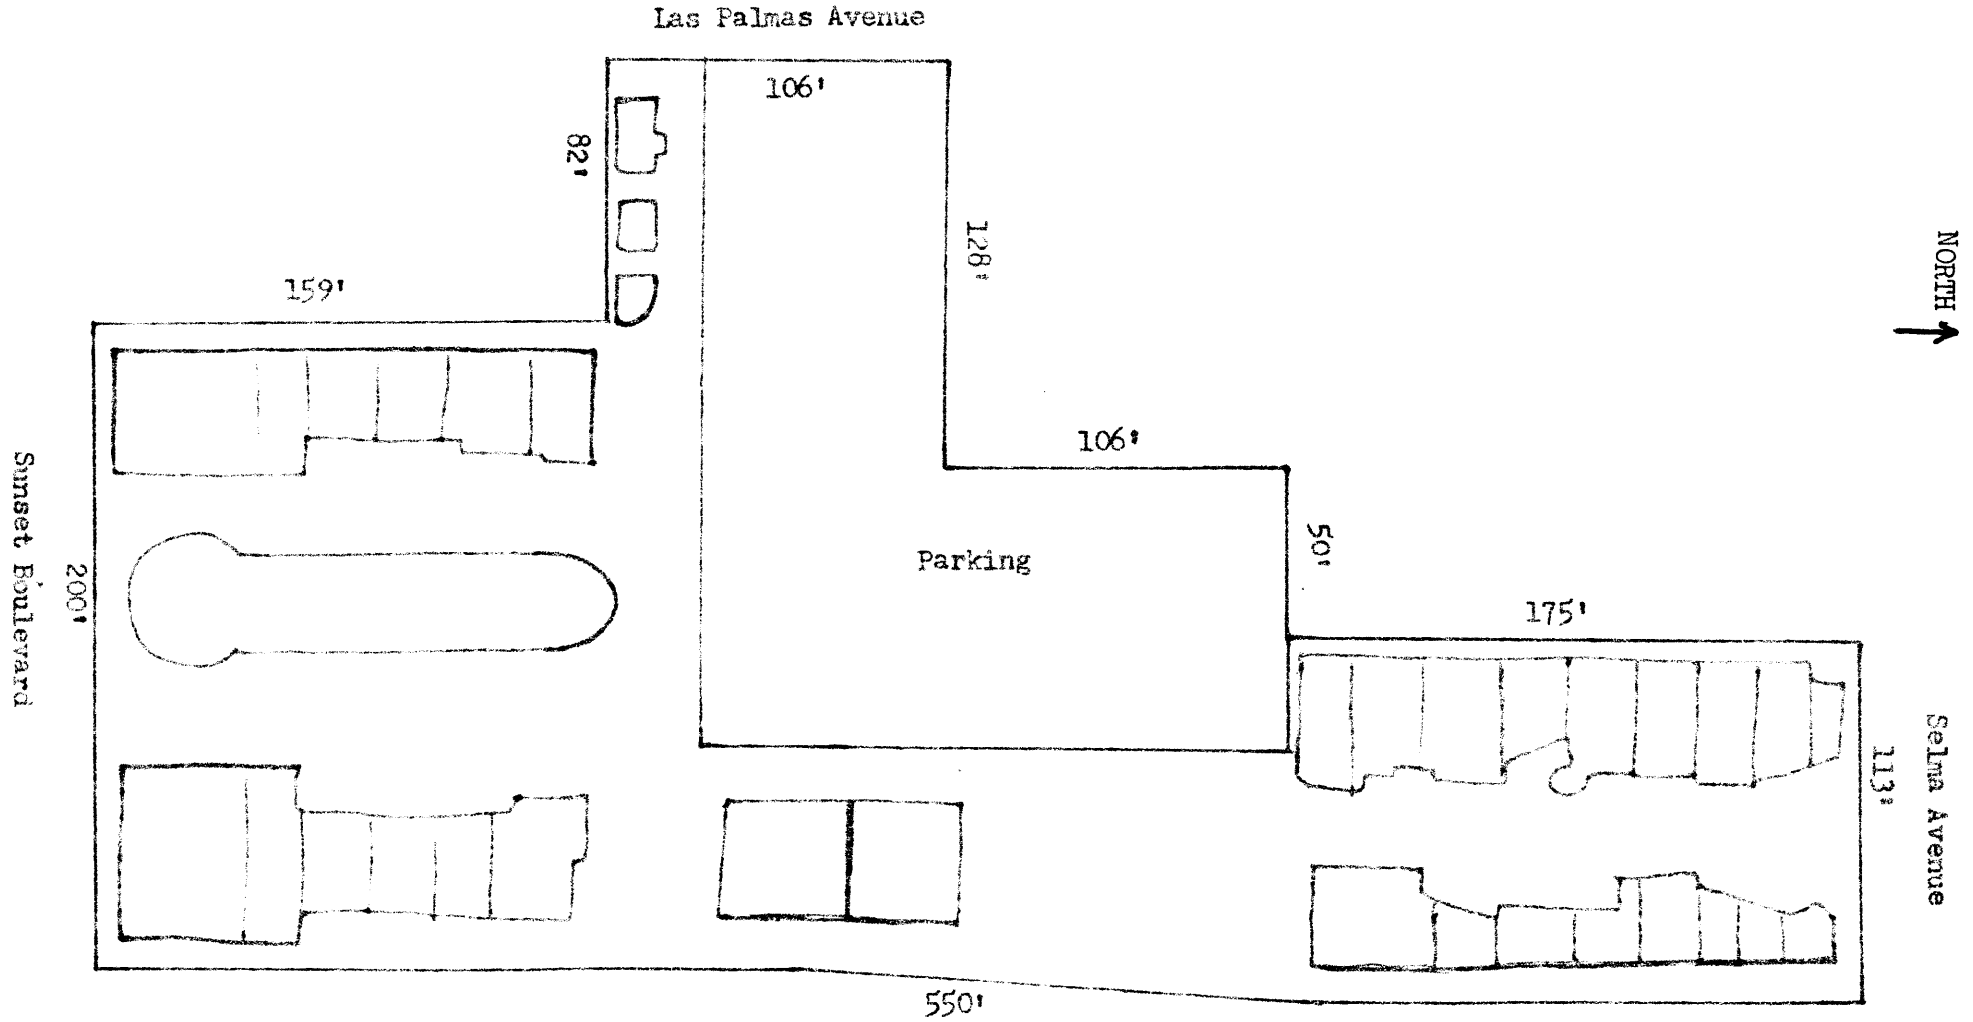 Las Palmas Avenue
106'
82'
128'
NORTH
159'
106'
Sunset Boulevard
200'
Parking
50'
175'
113'
Selma Avenue
550'